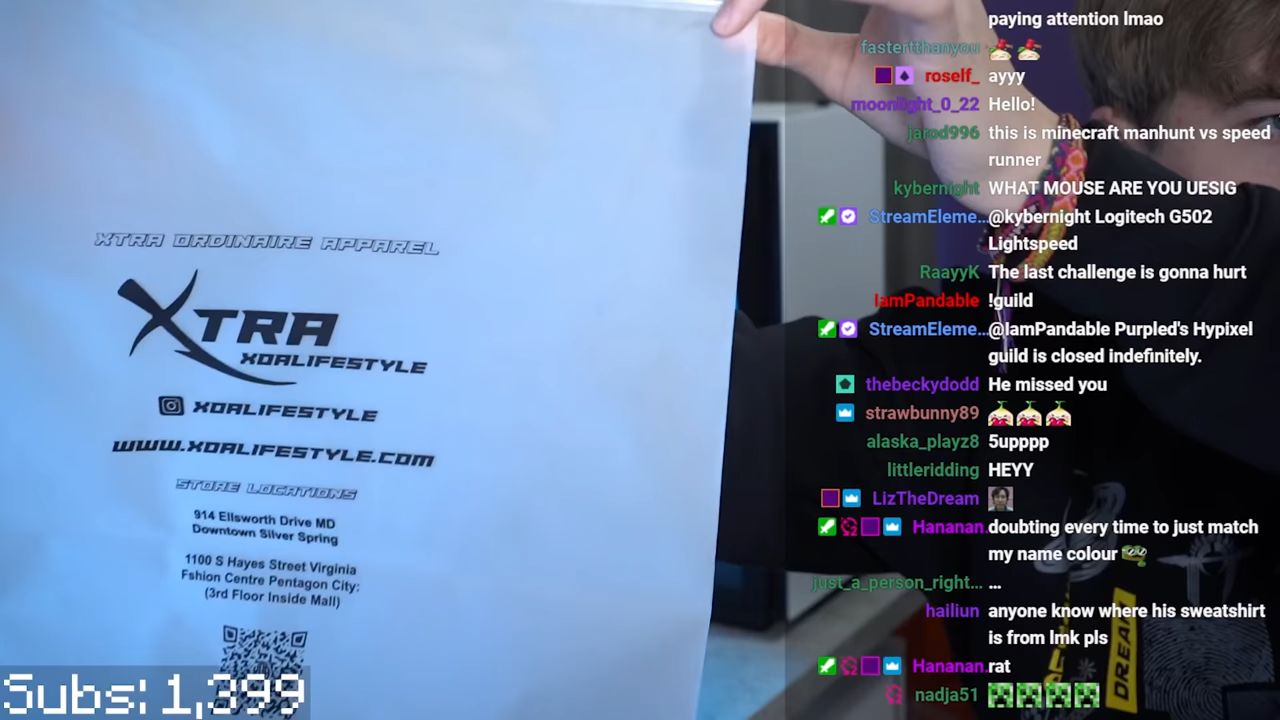 XTRA ORDINAIRE APPAREL
XTRA
XOALIFESTYLE
XOALIFESTYLE
WWW.XOALIFESTYLE.COM
STORE LOCATIONS
914 Ellsworth Drive MD
Downtown Silver Spring
1100 S Hayes Street Virginia
Fshion Centre Pentagon City:
(3rd Floor Inside Mall)
Subs: 1,399
paying attention lmao
fastertthanyou
roself_ ayyy
moonlight_0_22 Hello!
jarod996 this is minecraft manhunt vs speed
runner
kybernight WHAT MOUSE ARE YOU UESIG
StreamEleme... @kybernight Logitech G502
Lightspeed
RaayyK The last challenge is gonna hurt
IamPandable !guild
StreamEleme... @IamPandable Purpled's Hypixel
guild is closed indefinitely.
thebeckydodd He missed you
strawbunny89
alaska_playz8 5upppp
littleridding HEYY
LizTheDream
Hananan... doubting every time to just match
my name colour
just_a_person_right... ...
hailiun anyone know where his sweatshirt
is from lmk pls
Hananan... rat
nadja51
DREAM